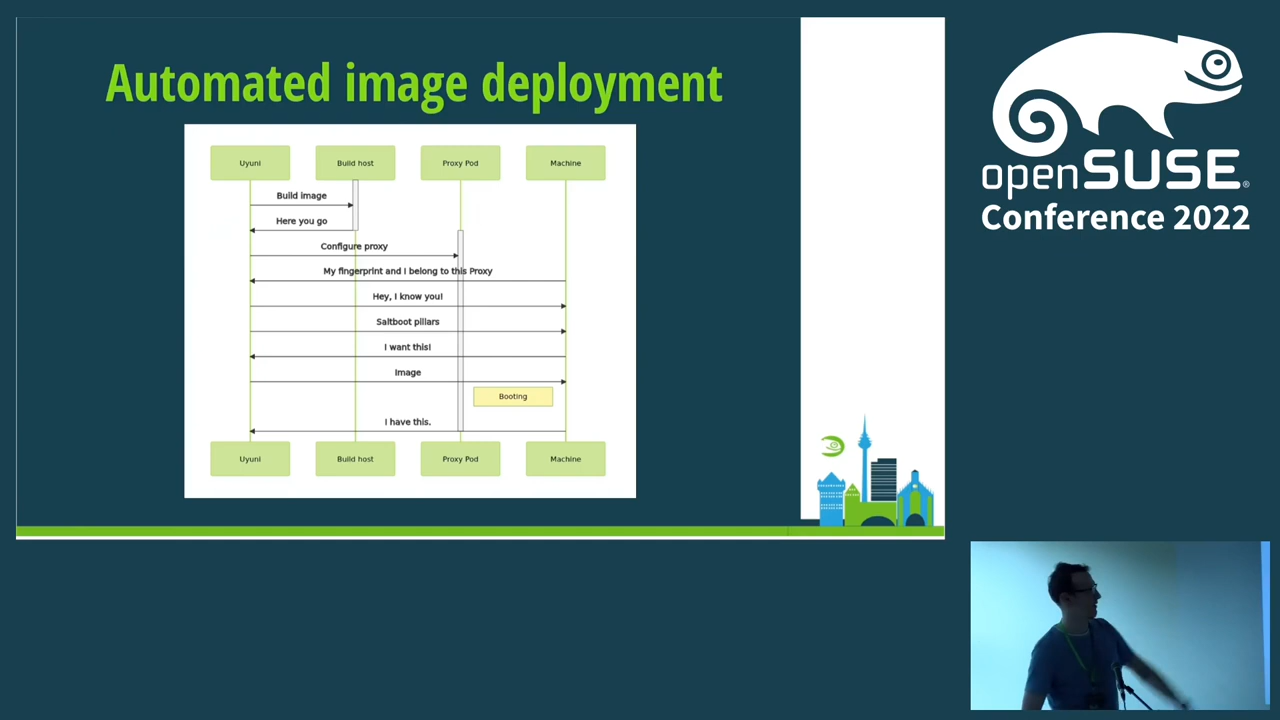 Automated image deployment
Uyuni
Build host
Proxy Pod
Machine
Build image
Here you go
Configure proxy
My fingerprint and I belong to this Proxy
Hey, I know you!
Saltboot pillars
I want this!
Image
Booting
I have this.
Uyuni
Build host
Proxy Pod
Machine
openSUSE®
Conference 2022